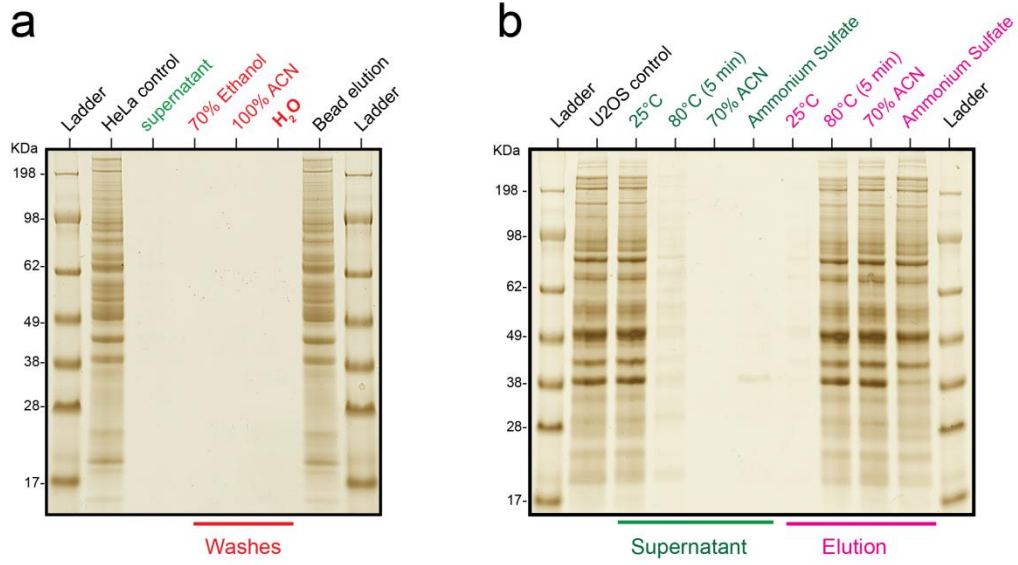 a
Ladder
HeLa control
supernatant
70% Ethanol
100% ACN
H₂O
Bead elution
Ladder
KDa
198
98
62
49
38
28
17
Washes
b
Ladder
U2OS control
25°C
80°C (5 min)
70% ACN
Ammonium Sulfate
25°C
80°C (5 min)
70% ACN
Ammonium Sulfate
Ladder
KDa
198
98
62
49
38
28
17
Supernatant
Elution